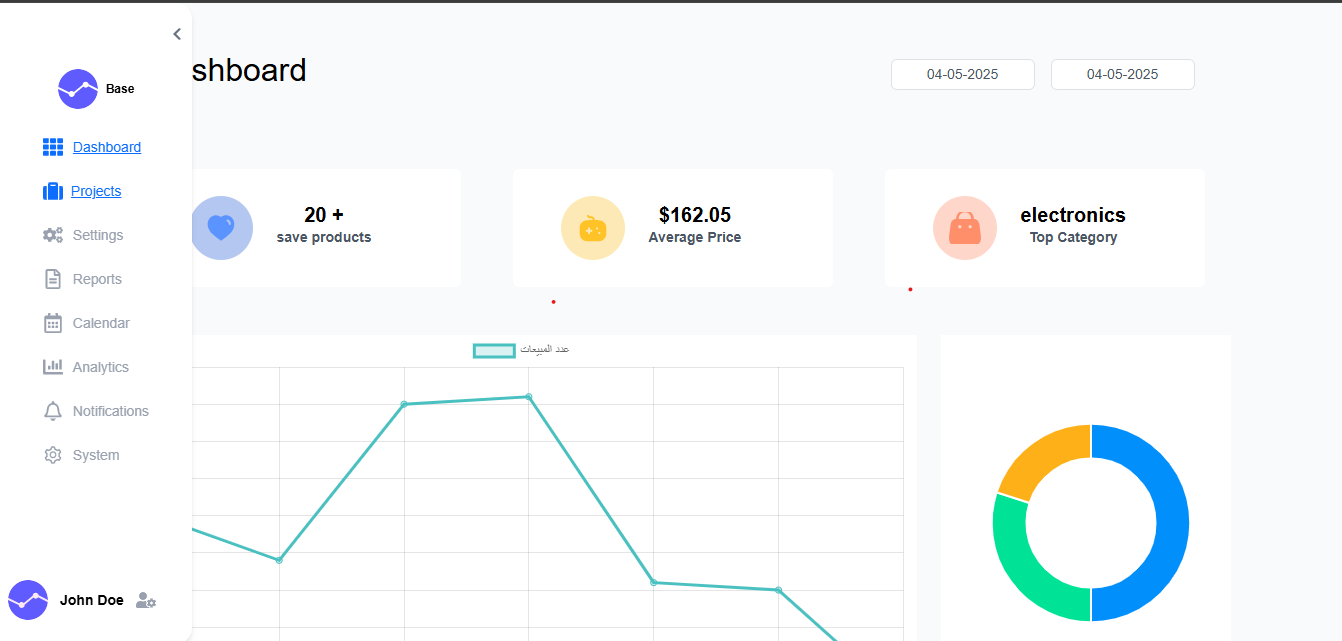 Base
Dashboard
Projects
Settings
Reports
Calendar
Analytics
Notifications
System
John Doe
shboard
04-05-2025
04-05-2025
20 +
save products
$162.05
Average Price
electronics
Top Category
عدد المبيعات